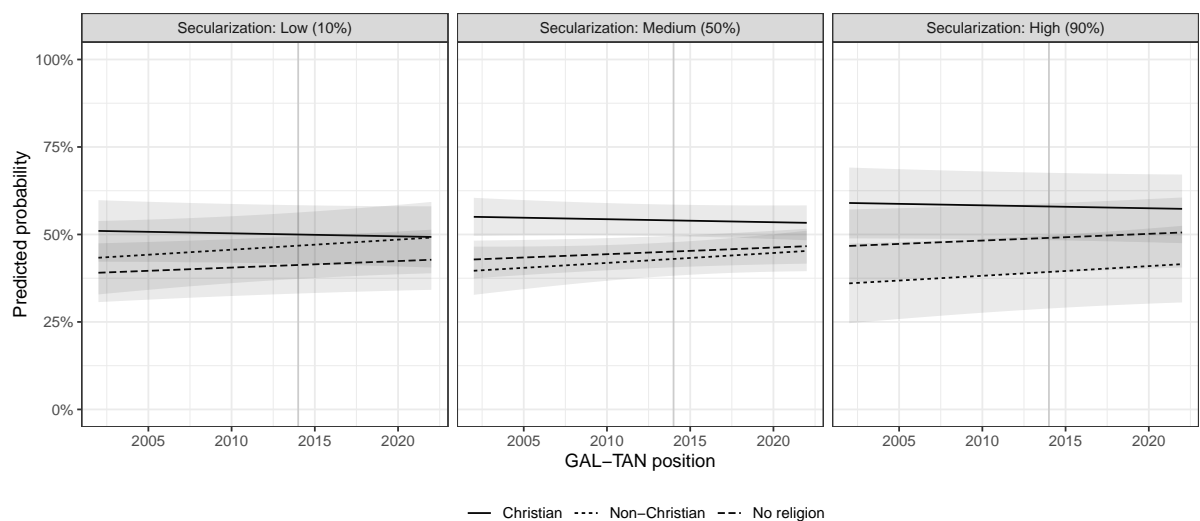 Secularization: Low (10%) Secularization: Medium (50%) Secularization: High (90%)
100%
75%
50%
25%
0%
Predicted probability
2005 2010 2015 2020 2005 2010 2015 2020 2005 2010 2015 2020
GAL−TAN position
Christian Non−Christian No religion